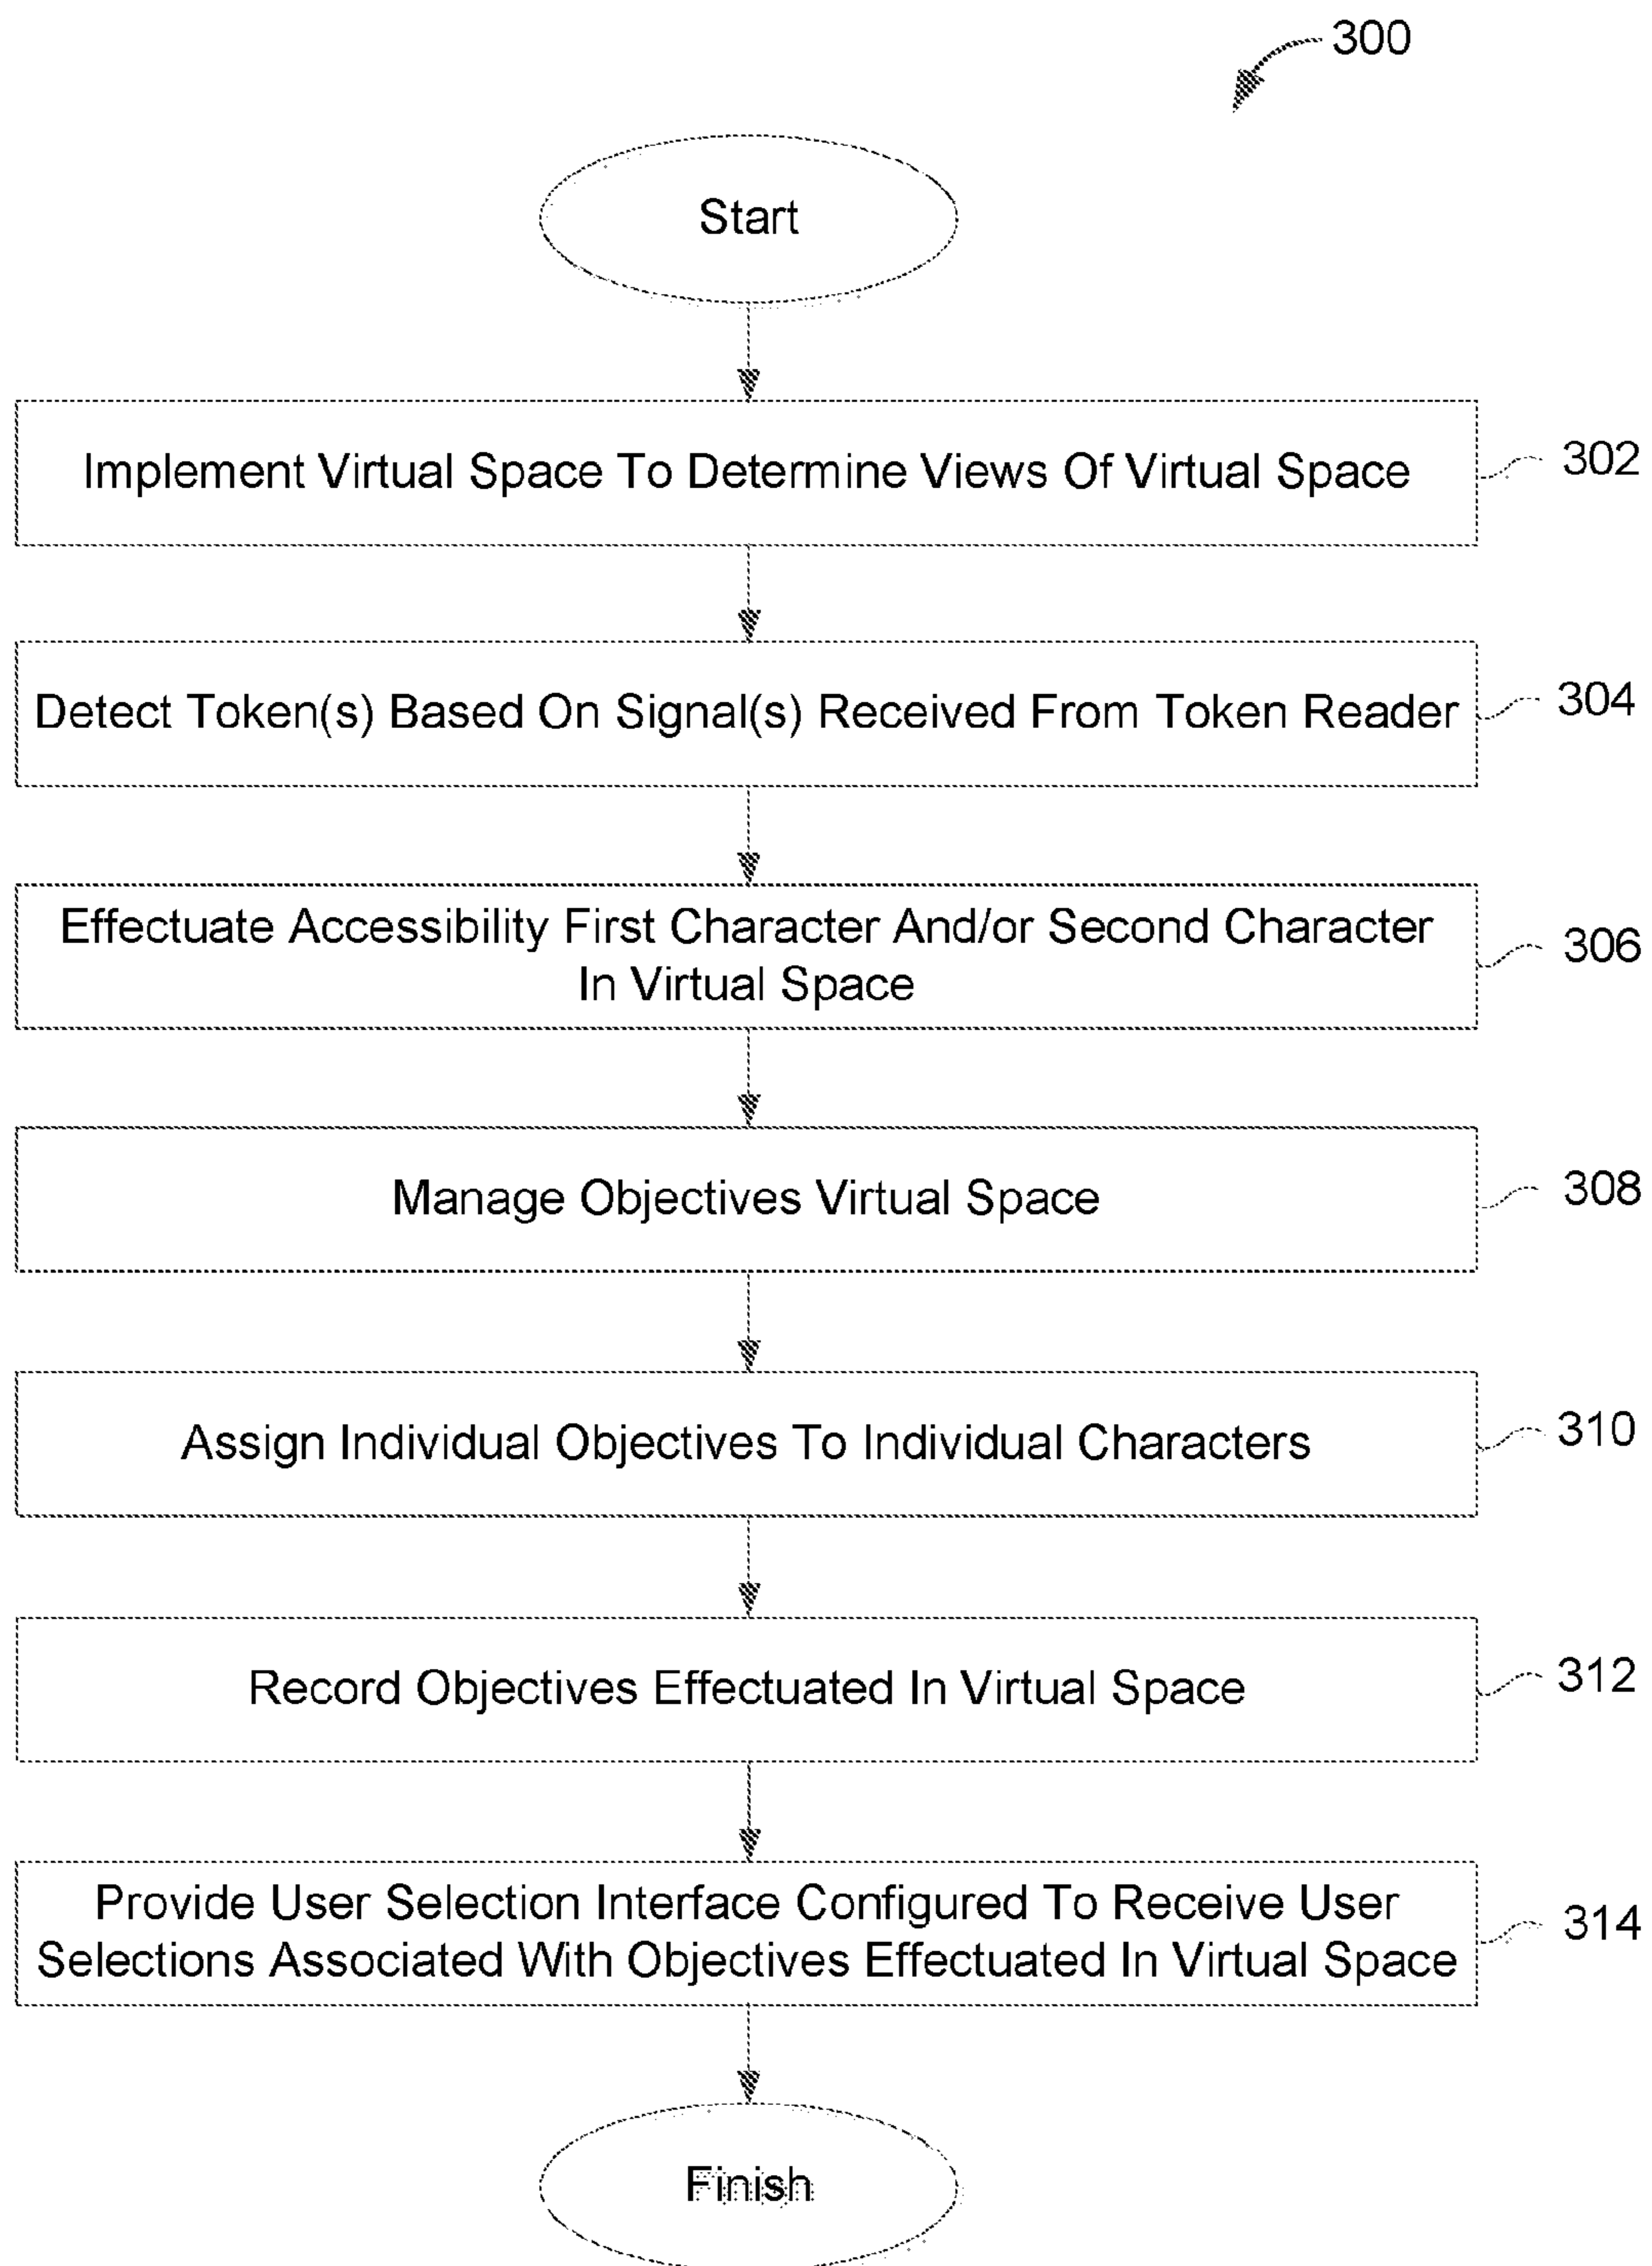 300
Start
Implement Virtual Space To Determine Views Of Virtual Space
302
Detect Token(s) Based On Signal(s) Received From Token Reader
304
Effectuate Accessibility First Character And/or Second Character
In Virtual Space
306
Manage Objectives Virtual Space
308
Assign Individual Objectives To Individual Characters
310
Record Objectives Effectuated In Virtual Space
312
Provide User Selection Interface Configured To Receive User
Selections Associated With Objectives Effectuated In Virtual Space
314
Finish